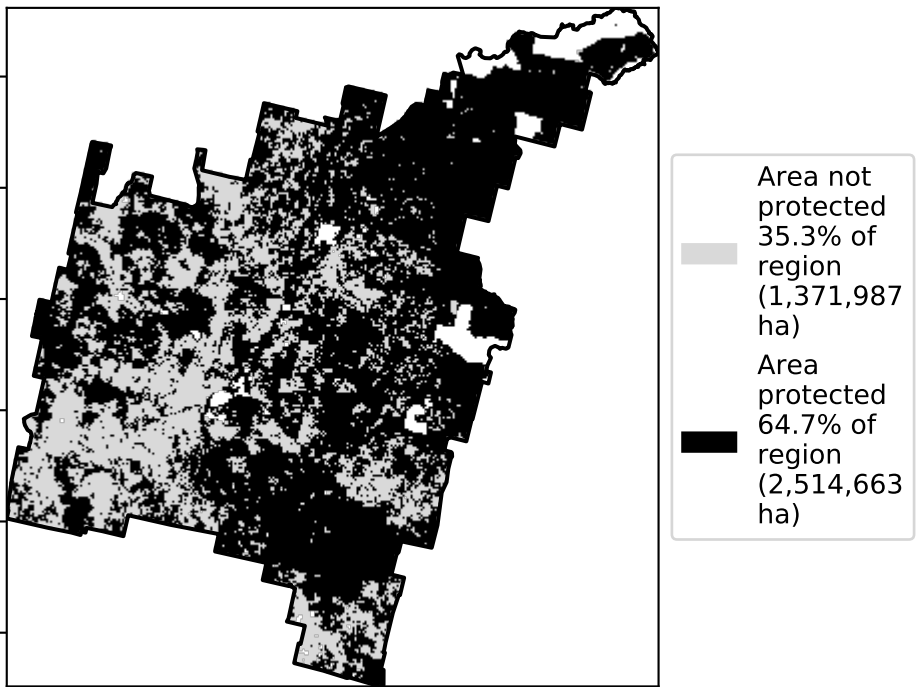 Area not
protected
35.3% of
region
(1,371,987
ha)
Area
protected
64.7% of
region
(2,514,663
ha)